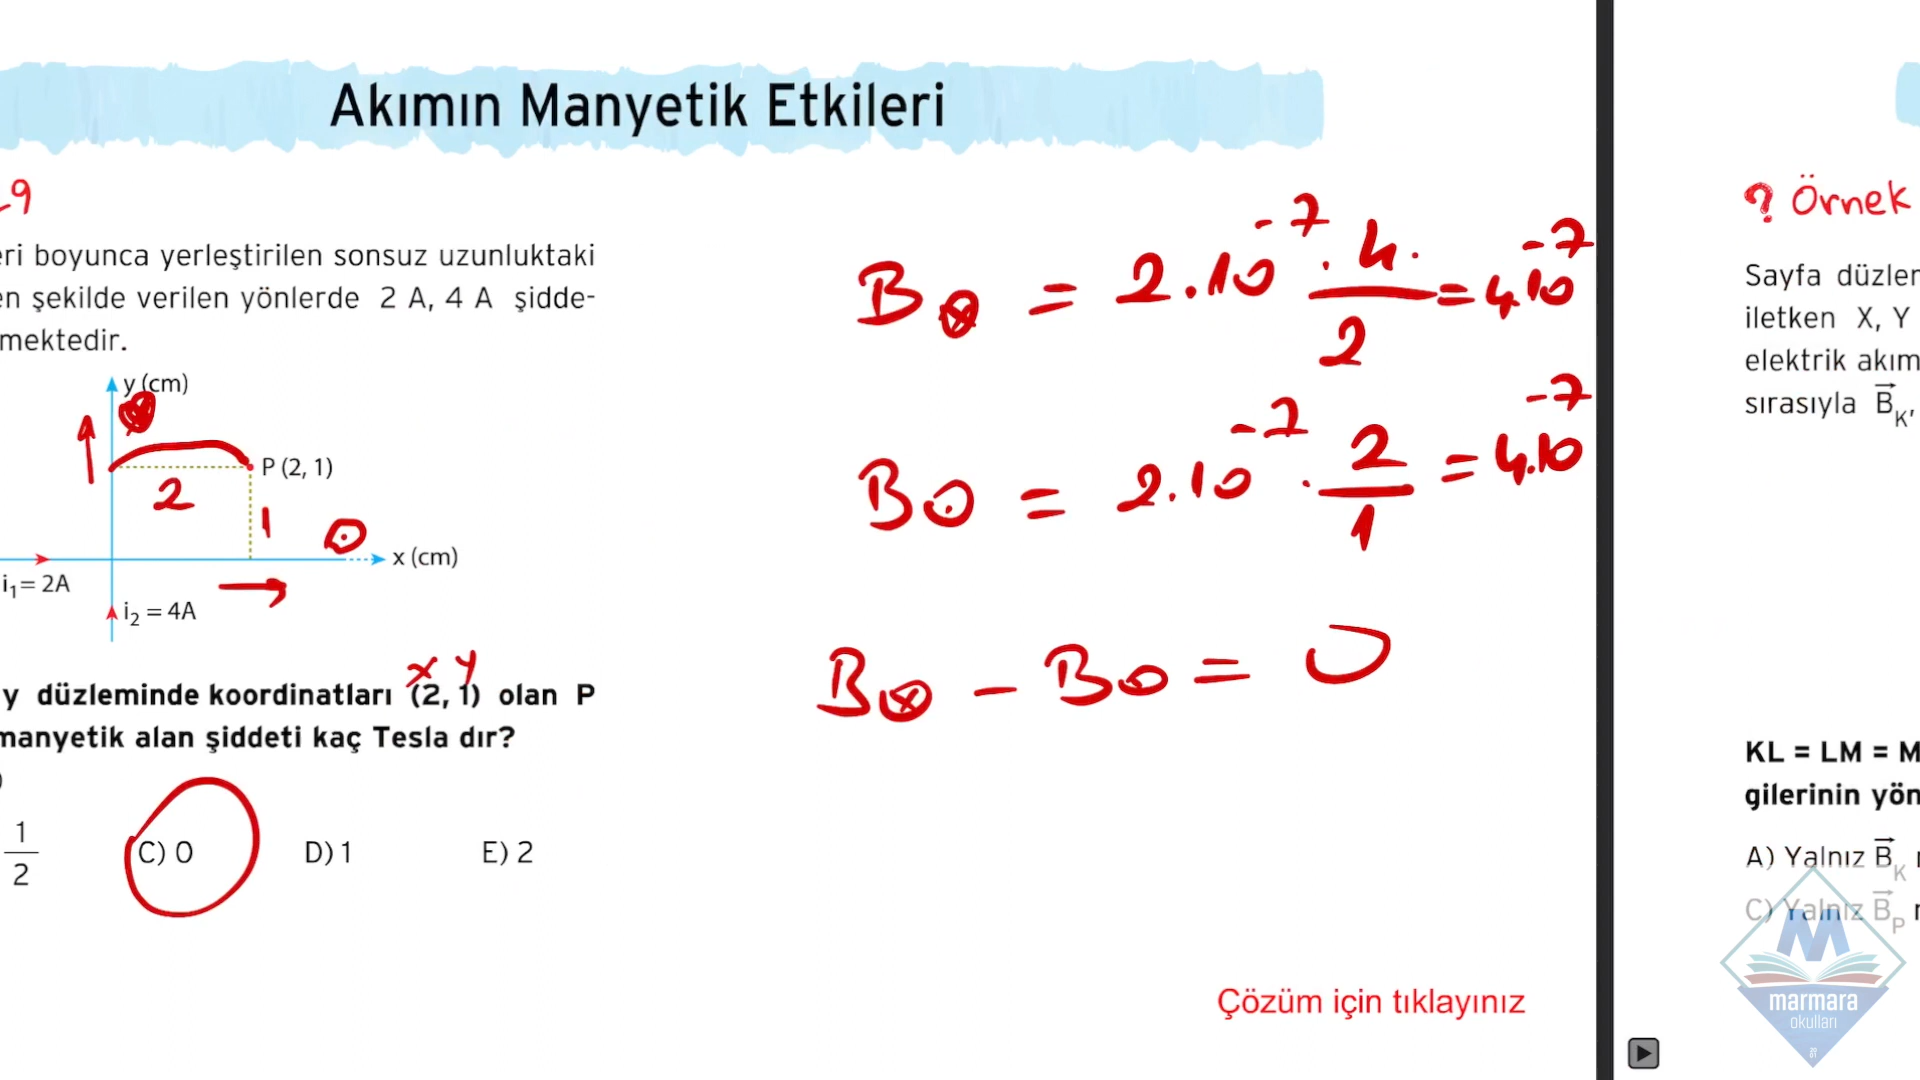 Akımın Manyetik Etkileri
-9
eri boyunca yerleştirilen sonsuz uzunluktaki
en şekilde verilen yönlerde 2 A, 4 A şidde-
mektedir.
y (cm)
P (2, 1)
2
1
x (cm)
i₁= 2A
i₂ = 4A
x y
y düzleminde koordinatları (2, 1) olan P
manyetik alan şiddeti kaç Tesla dır?
1/2
C) 0 D) 1 E) 2
B⊗ = 2.10⁻⁷ . 4/2 = 4.10⁻⁷
B⊙ = 2.10⁻⁷ . 2/1 = 4.10⁻⁷
B⊗ - B⊙ = 0
Çözüm için tıklayınız
? Örnek
Sayfa düzlen
iletken X, Y
elektrik akım
sırasıyla B⃗K,
KL = LM = M
gilerinin yön
A) Yalnız B⃗K
C) Yalnız B⃗P
marmara
okulları